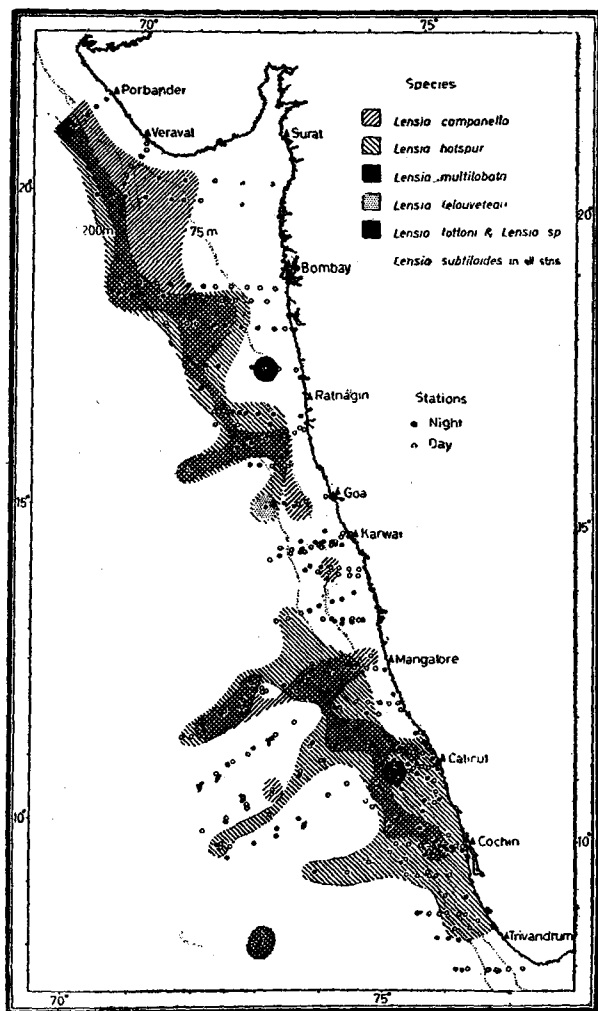 70°
75°
Porbander
Veraval
Surat
Species
Lensia campanella
Lensia hotspur
Lensia multilobata
Lensia lelouveteau
Lensia tottoni & Lensia sp
Lensia subtiloides in all stns
20
20
200m
75 m
Bombay
Ratnagiri
Stations
Night
Day
15°
15°
Goa
Karwar
Mangalore
Calicut
10°
10°
Cochin
Trivandrum
70°
75°